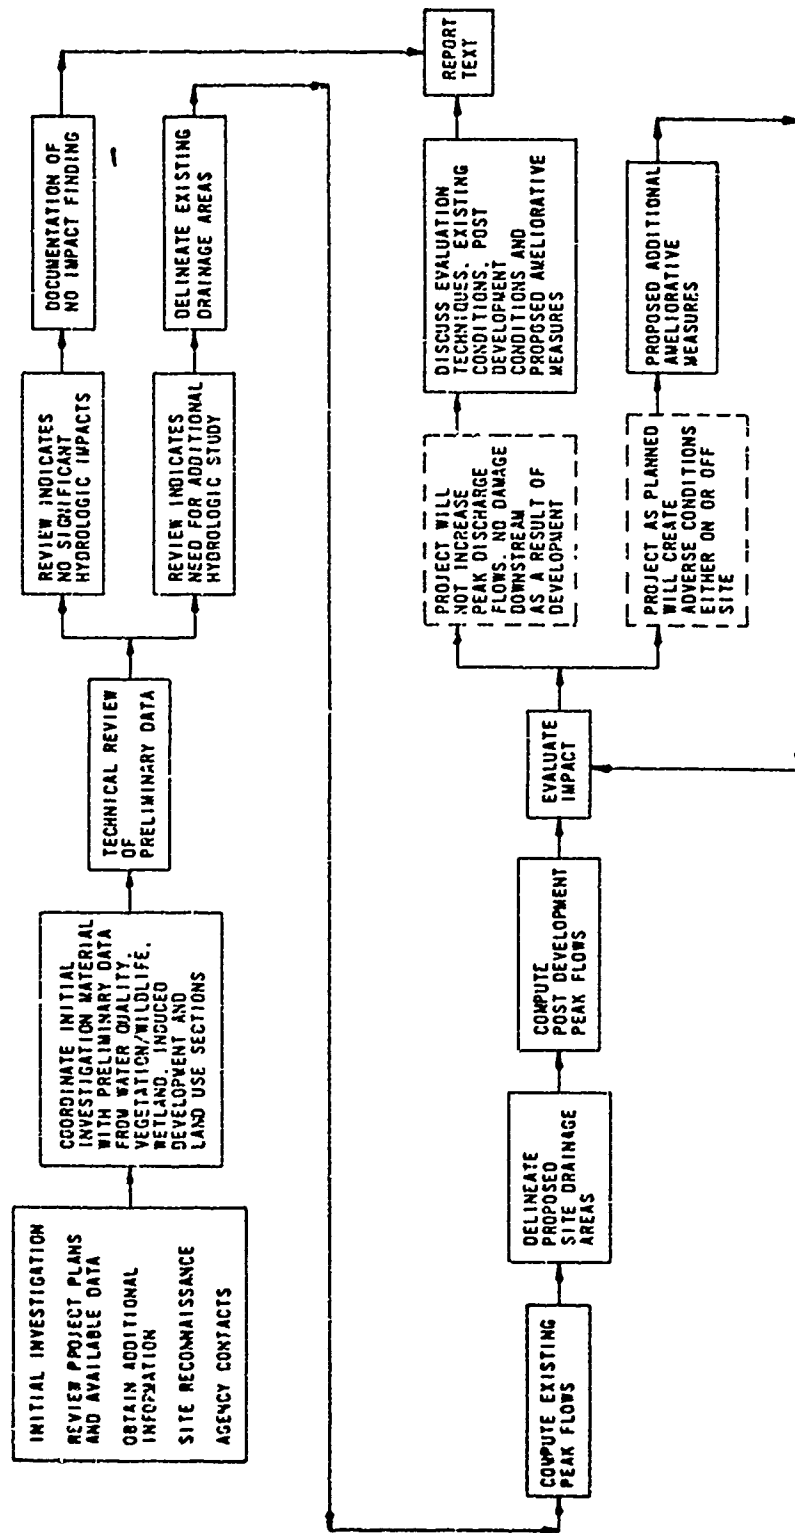 INITIAL INVESTIGATION
REVIEW PROJECT PLANS
AND AVAILABLE DATA
OBTAIN ADDITIONAL
INFORMATION
SITE RECONNAISSANCE
AGENCY CONTACTS
COORDINATE INITIAL
INVESTIGATION MATERIAL
WITH PRELIMINARY DATA
FROM WATER QUALITY,
VEGETATION/WILDLIFE,
WETLAND, INDUCED
DEVELOPMENT AND
LAND USE SECTIONS
TECHNICAL REVIEW
OF
PRELIMINARY DATA
REVIEW INDICATES
NO SIGNIFICANT
HYDROLOGIC IMPACTS
DOCUMENTATION OF
NO IMPACT FINDING
REVIEW INDICATES
NEED FOR ADDITIONAL
HYDROLOGIC STUDY
DELINEATE EXISTING
DRAINAGE AREAS
COMPUTE EXISTING
PEAK FLOWS
DELINEATE
PROPOSED
SITE DRAINAGE
AREAS
COMPUTE
POST DEVELOPMENT
PEAK FLOWS
EVALUATE
IMPACT
PROJECT WILL
NOT INCREASE
PEAK DISCHARGE
FLOWS. NO DAMAGE
DOWNSTREAM
AS A RESULT OF
DEVELOPMENT
DISCUSS EVALUATION
TECHNIQUES, EXISTING
CONDITIONS, POST
DEVELOPMENT
CONDITIONS AND
PROPOSED AMELIORATIVE
MEASURES
REPORT
TEXT
PROJECT AS PLANNED
WILL CREATE
ADVERSE CONDITIONS
EITHER ON OR OFF
SITE
PROPOSED ADDITIONAL
AMELIORATIVE
MEASURES